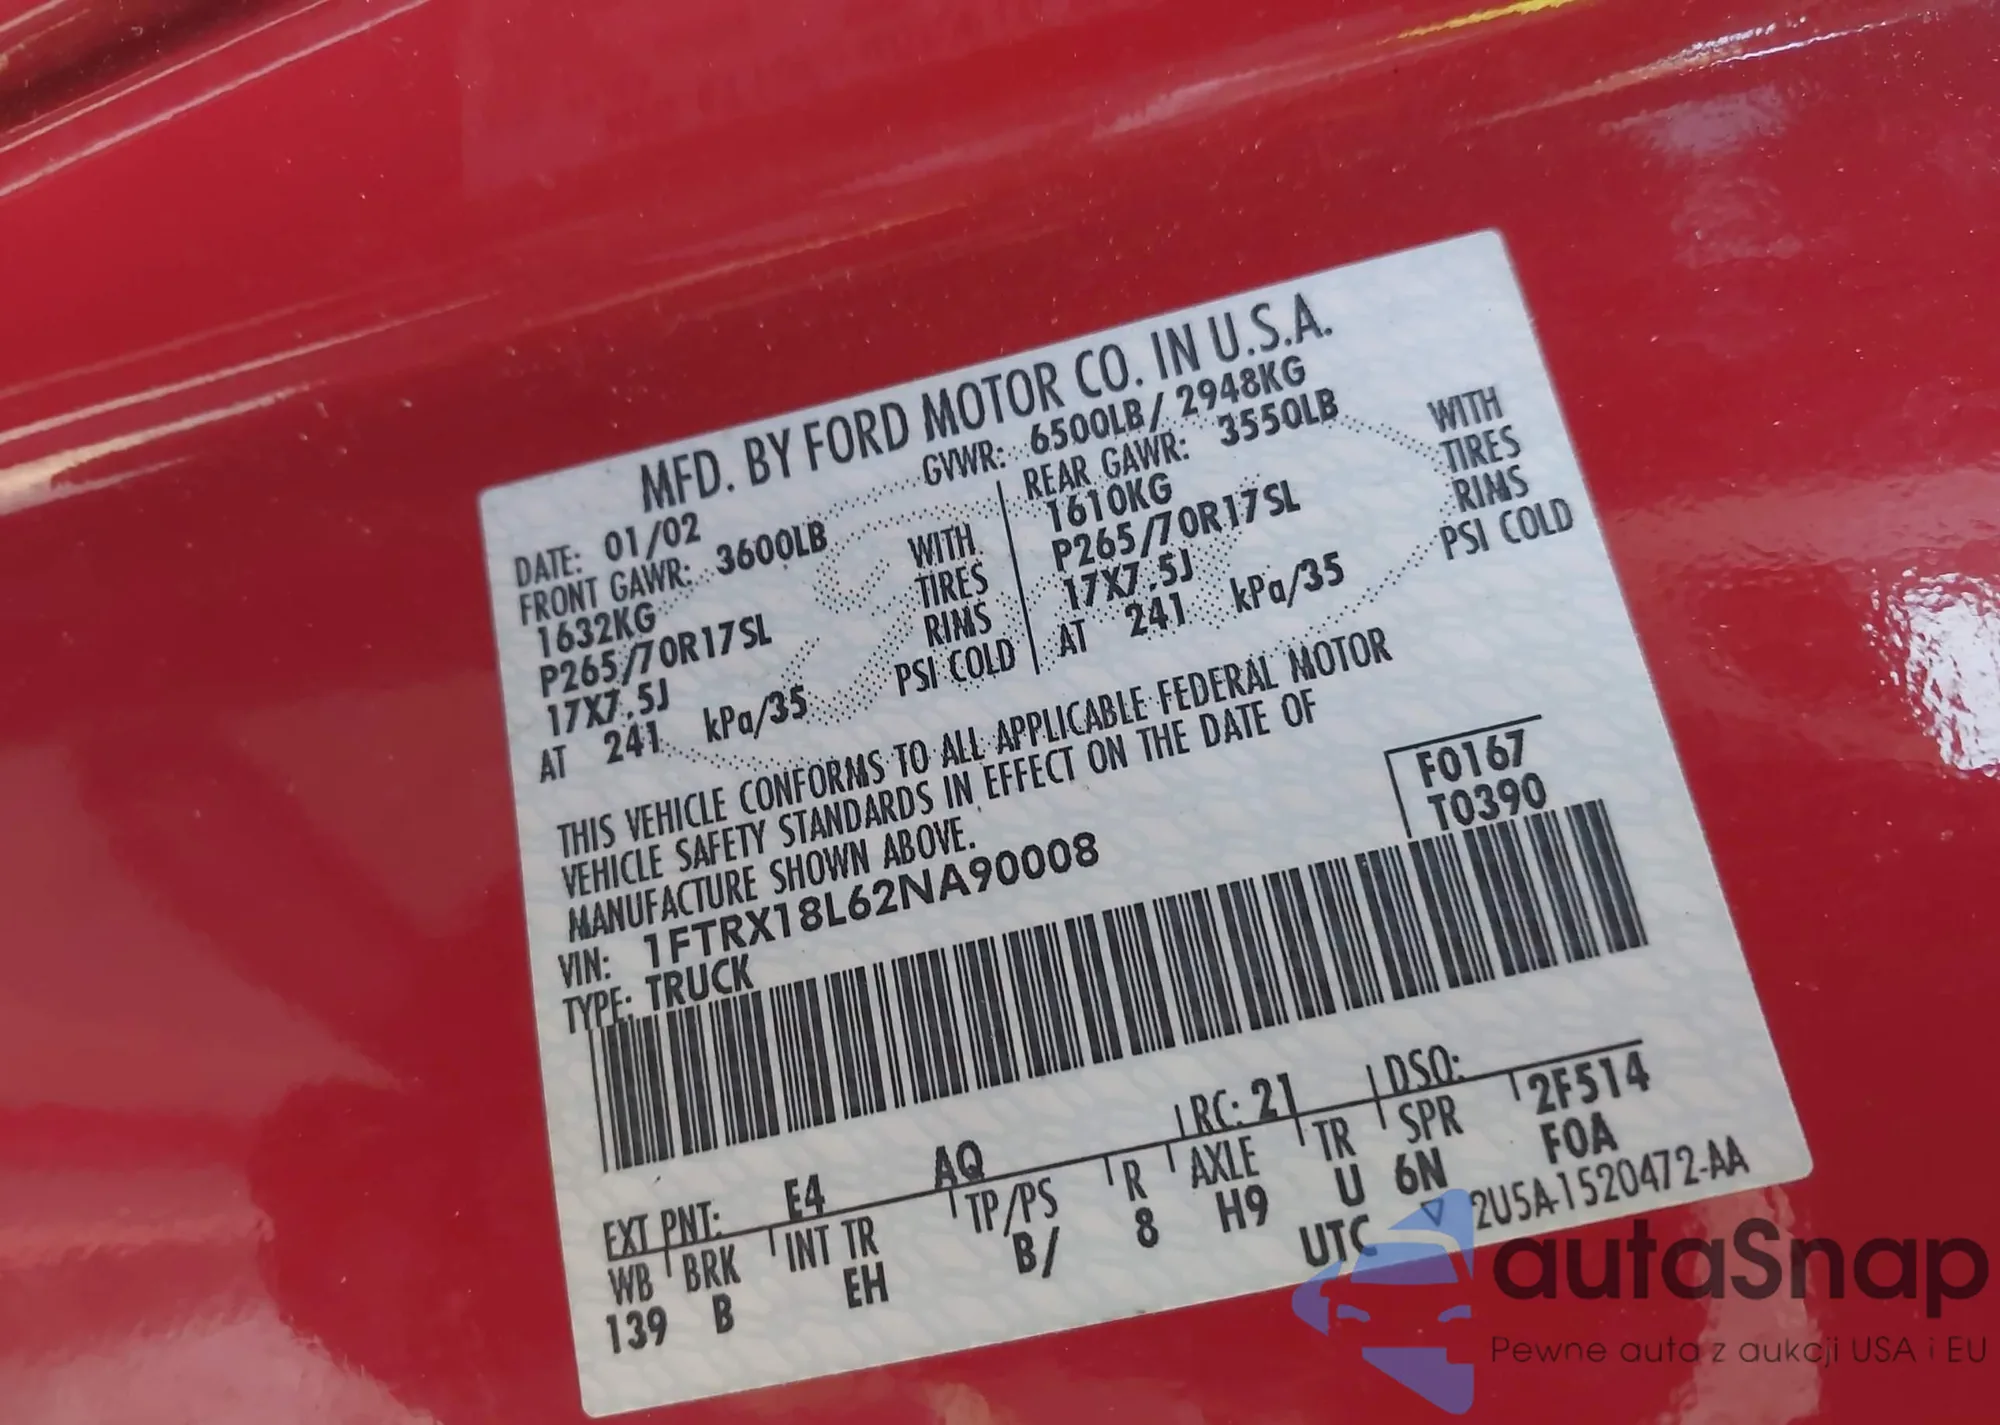 MFD. BY FORD MOTOR CO. IN U.S.A.
DATE: 01/02 GVWR: 6500LB/ 2948KG
FRONT GAWR: 3600LB REAR GAWR: 3550LB
1632KG WITH 1610KG WITH
P265/70R17SL TIRES P265/70R17SL TIRES
17X7.5J RIMS 17X7.5J RIMS
AT 241 kPa/35 PSI COLD AT 241 kPa/35 PSI COLD
THIS VEHICLE CONFORMS TO ALL APPLICABLE FEDERAL MOTOR
VEHICLE SAFETY STANDARDS IN EFFECT ON THE DATE OF
MANUFACTURE SHOWN ABOVE.
VIN: 1FTRX18L62NA90008 F0167
TYPE: TRUCK T0390
EXT PNT: E4 AQ RC: 21 DSO: 2F514
WB BRK INT TR TP/PS R AXLE TR SPR F0A
139 B EH B/ 8 H9 U 6N
UTC ▽ 2U5A-1520472-AA
autaSnap
Pewne auta z aukcji USA i EU